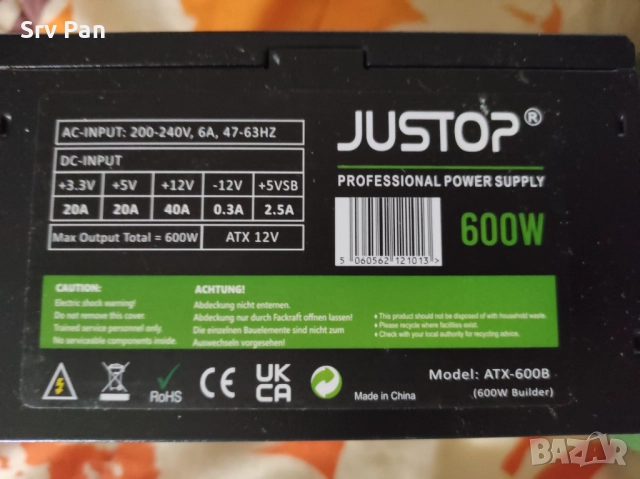 Srv Pan
JUSTOP®
PROFESSIONAL POWER SUPPLY
600W
AC-INPUT: 200-240V, 6A, 47-63HZ
DC-INPUT
+3.3V +5V +12V -12V +5VSB
20A 20A 40A 0.3A 2.5A
Max Output Total = 600W ATX 12V
5 060562 121013 >
CAUTION:
Electric shock warning!
Do not remove this cover.
Trained service personnel only.
No serviceable components inside.
ACHTUNG!
Abdeckung nicht enternen.
Abdeckung nur durch Fackraft offnen lassen!
Die einzelnen Bauelemente sind nicht zum
Auswechseln vorgesehen!
♦ This product should not be disposed of with household waste.
♦ Please recycle where facilities exist.
♦ Check with your local authority for recycling advice.
RoHS
CE
UK
CA
Made in China
Model: ATX-600B
(600W Builder)
BAZAR